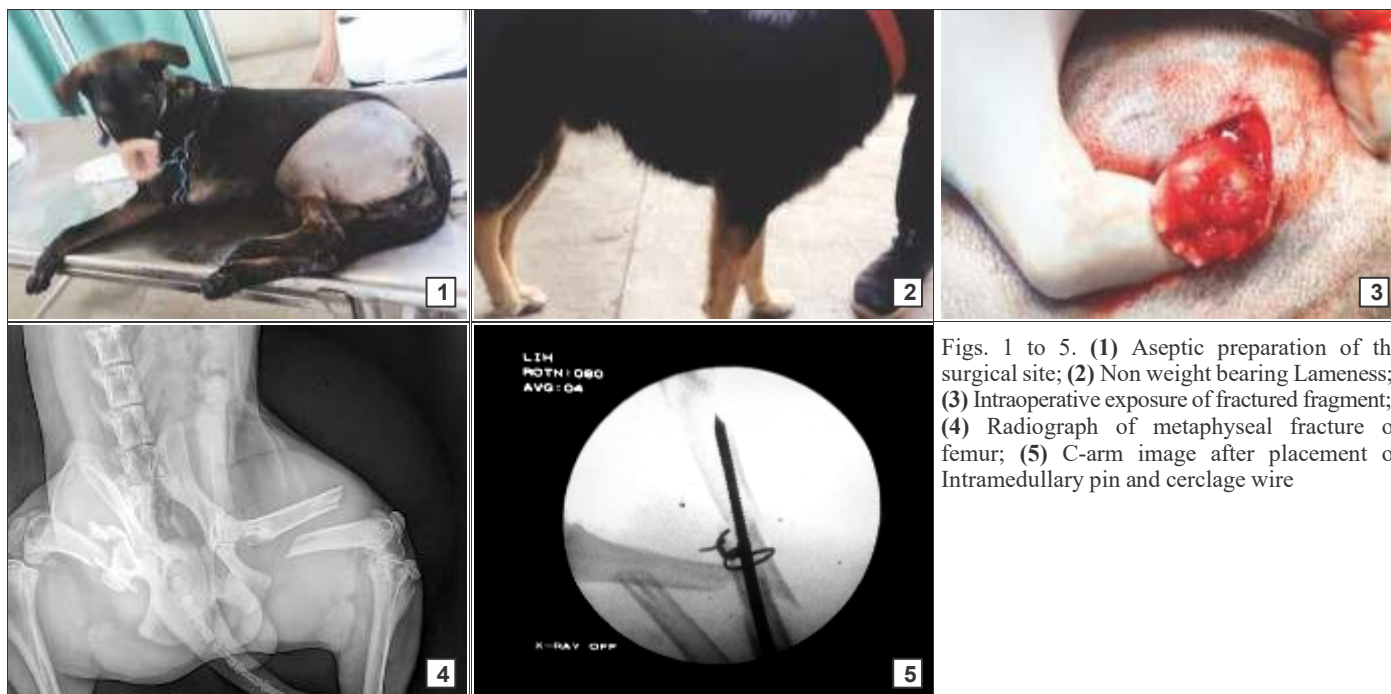 1
2
3
LIH
ROTN:080
AVG:04
X-RAY OFF
4
5
Figs. 1 to 5. (1) Aseptic preparation of th
surgical site; (2) Non weight bearing Lameness;
(3) Intraoperative exposure of fractured fragment;
(4) Radiograph of metaphyseal fracture o
femur; (5) C-arm image after placement o
Intramedullary pin and cerclage wire